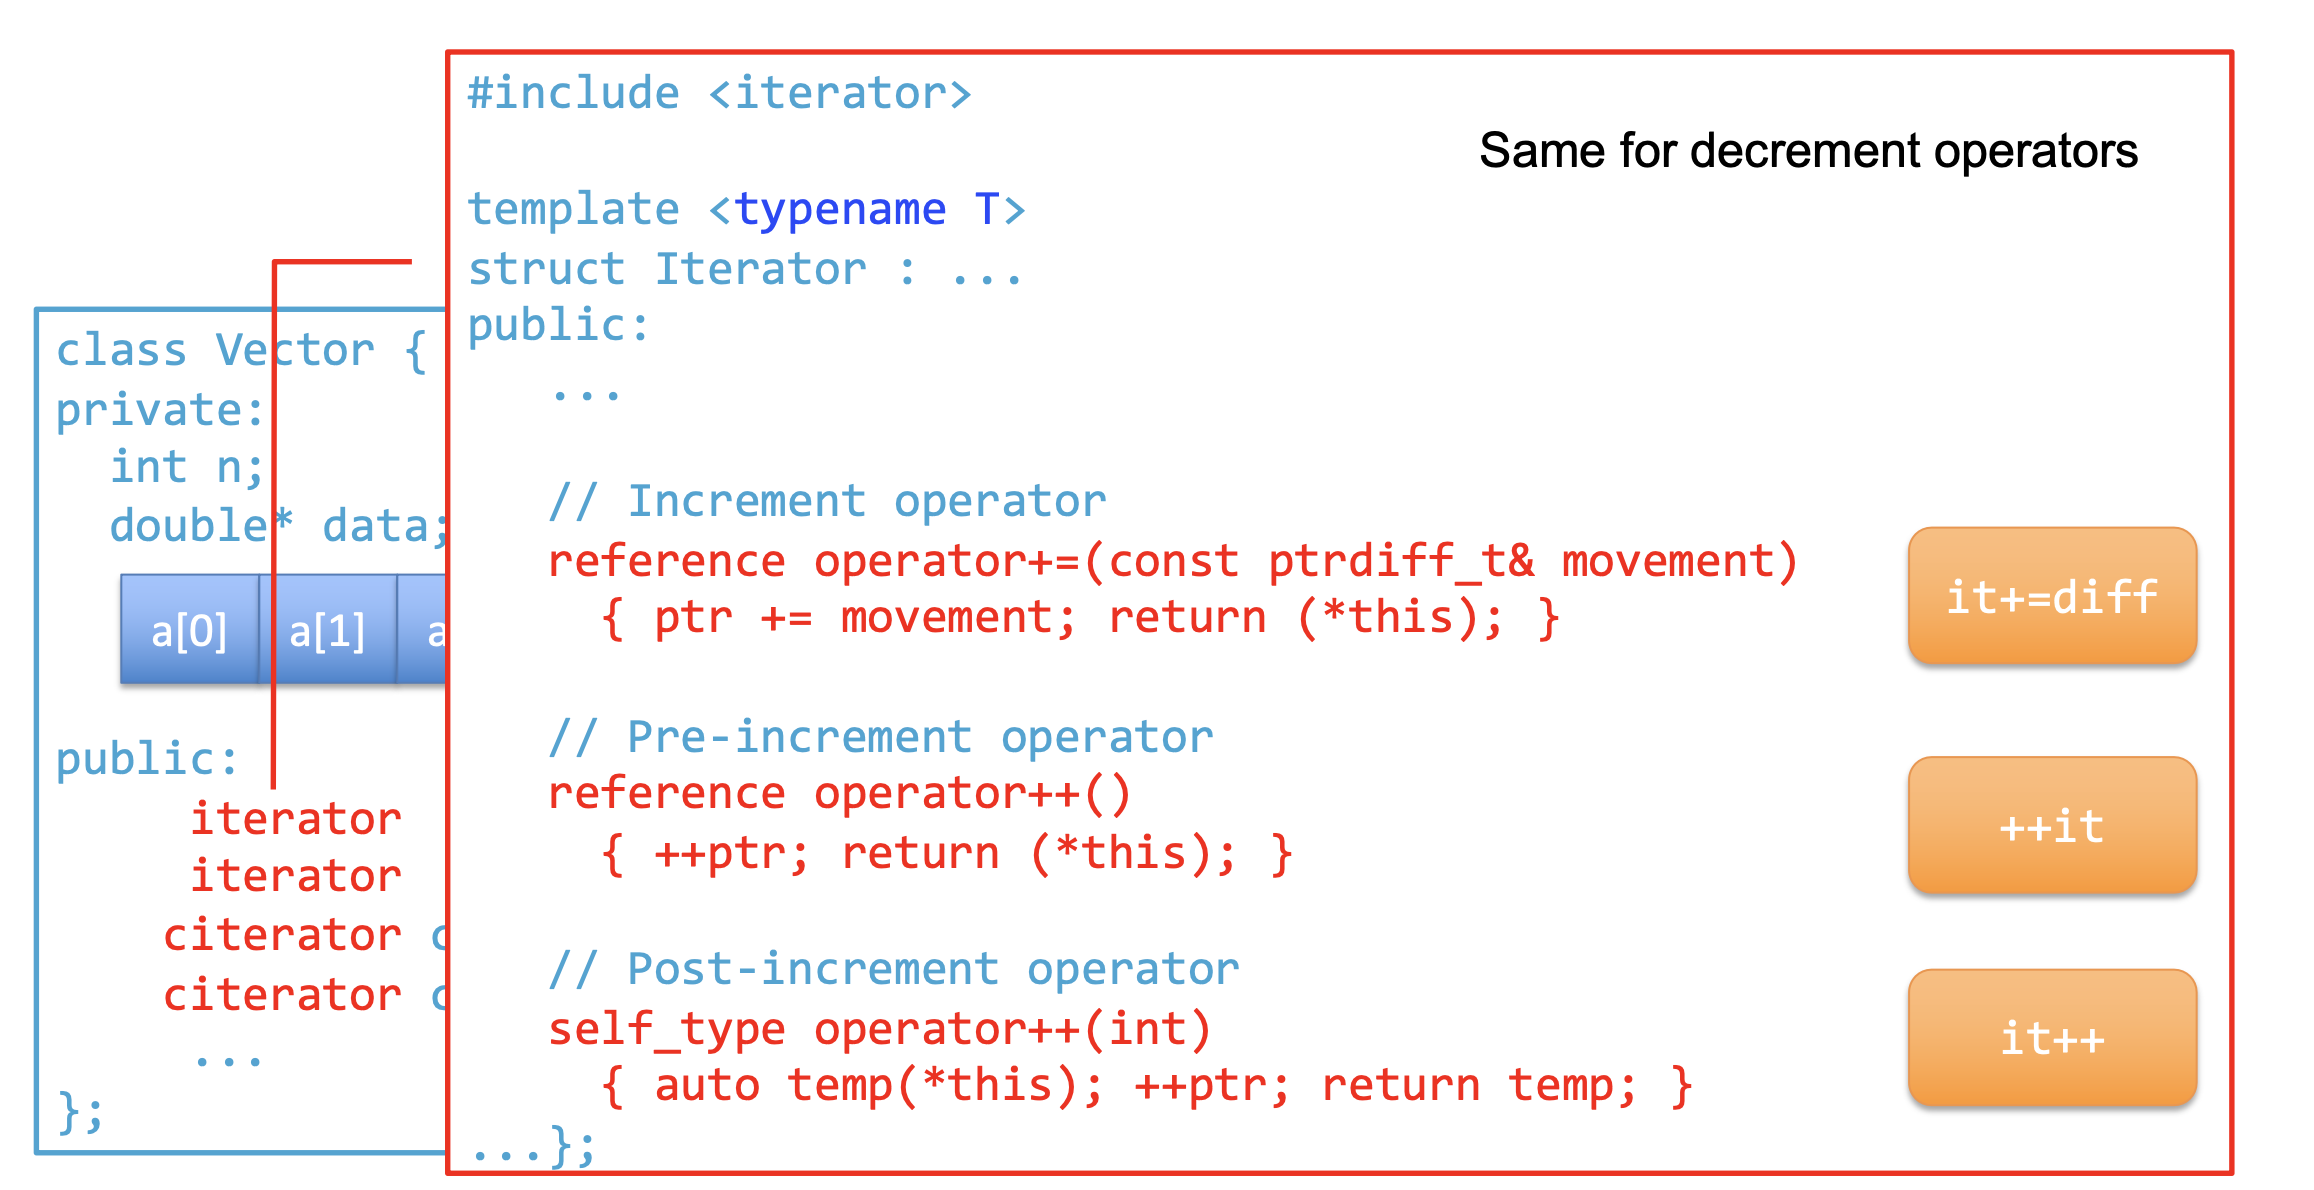 class Vector {
private:
int n;
double* data;
a[0] a[1] a
public:
iterator
iterator
citerator c
citerator c
...
};
#include <iterator>
Same for decrement operators
template <typename T>
struct Iterator : ...
public:
...
// Increment operator
reference operator+=(const ptrdiff_t& movement)
{ ptr += movement; return (*this); }
it+=diff
// Pre-increment operator
reference operator++()
{ ++ptr; return (*this); }
++it
// Post-increment operator
self_type operator++(int)
{ auto temp(*this); ++ptr; return temp; }
it++
...};